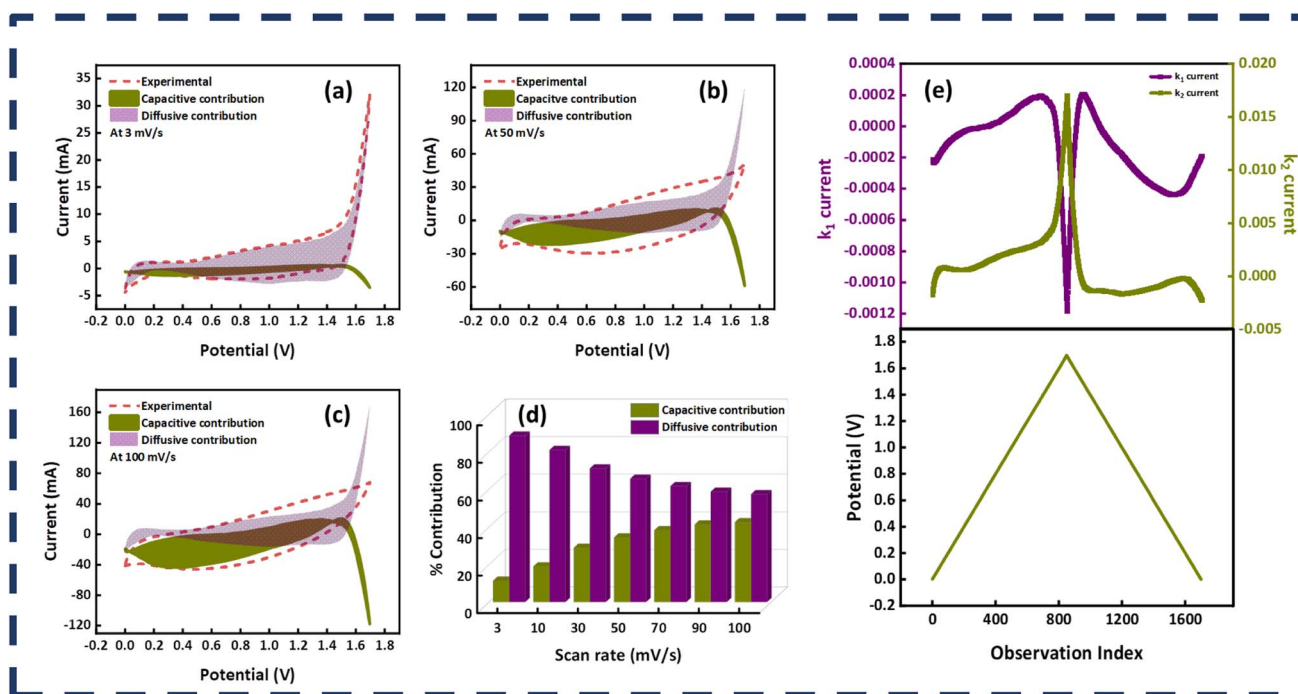 (a)
Experimental
Capacitive contribution
Diffusive contribution
At 3 mV/s
Current (mA)
35
30
25
20
15
10
5
0
-5
-0.2 0.0 0.2 0.4 0.6 0.8 1.0 1.2 1.4 1.6 1.8
Potential (V)
(b)
Experimental
Capacitive contribution
Diffusive contribution
At 50 mV/s
Current (mA)
120
90
60
30
0
-30
-60
-0.2 0.0 0.2 0.4 0.6 0.8 1.0 1.2 1.4 1.6 1.8
Potential (V)
(c)
Experimental
Capacitive contribution
Diffusive contribution
At 100 mV/s
Current (mA)
160
120
80
40
0
-40
-80
-120
-0.2 0.0 0.2 0.4 0.6 0.8 1.0 1.2 1.4 1.6 1.8
Potential (V)
(d)
Capacitive contribution
Diffusive contribution
% Contribution
100
80
60
40
20
0
3 10 30 50 70 90 100
Scan rate (mV/s)
(e)
k1 current
k2 current
k1 current
0.0004
0.0002
0.0000
-0.0002
-0.0004
-0.0006
-0.0008
-0.0010
-0.0012
k2 current
0.020
0.015
0.010
0.005
0.000
-0.005
Potential (V)
1.8
1.6
1.4
1.2
1.0
0.8
0.6
0.4
0.2
0.0
-0.2
0 400 800 1200 1600
Observation Index